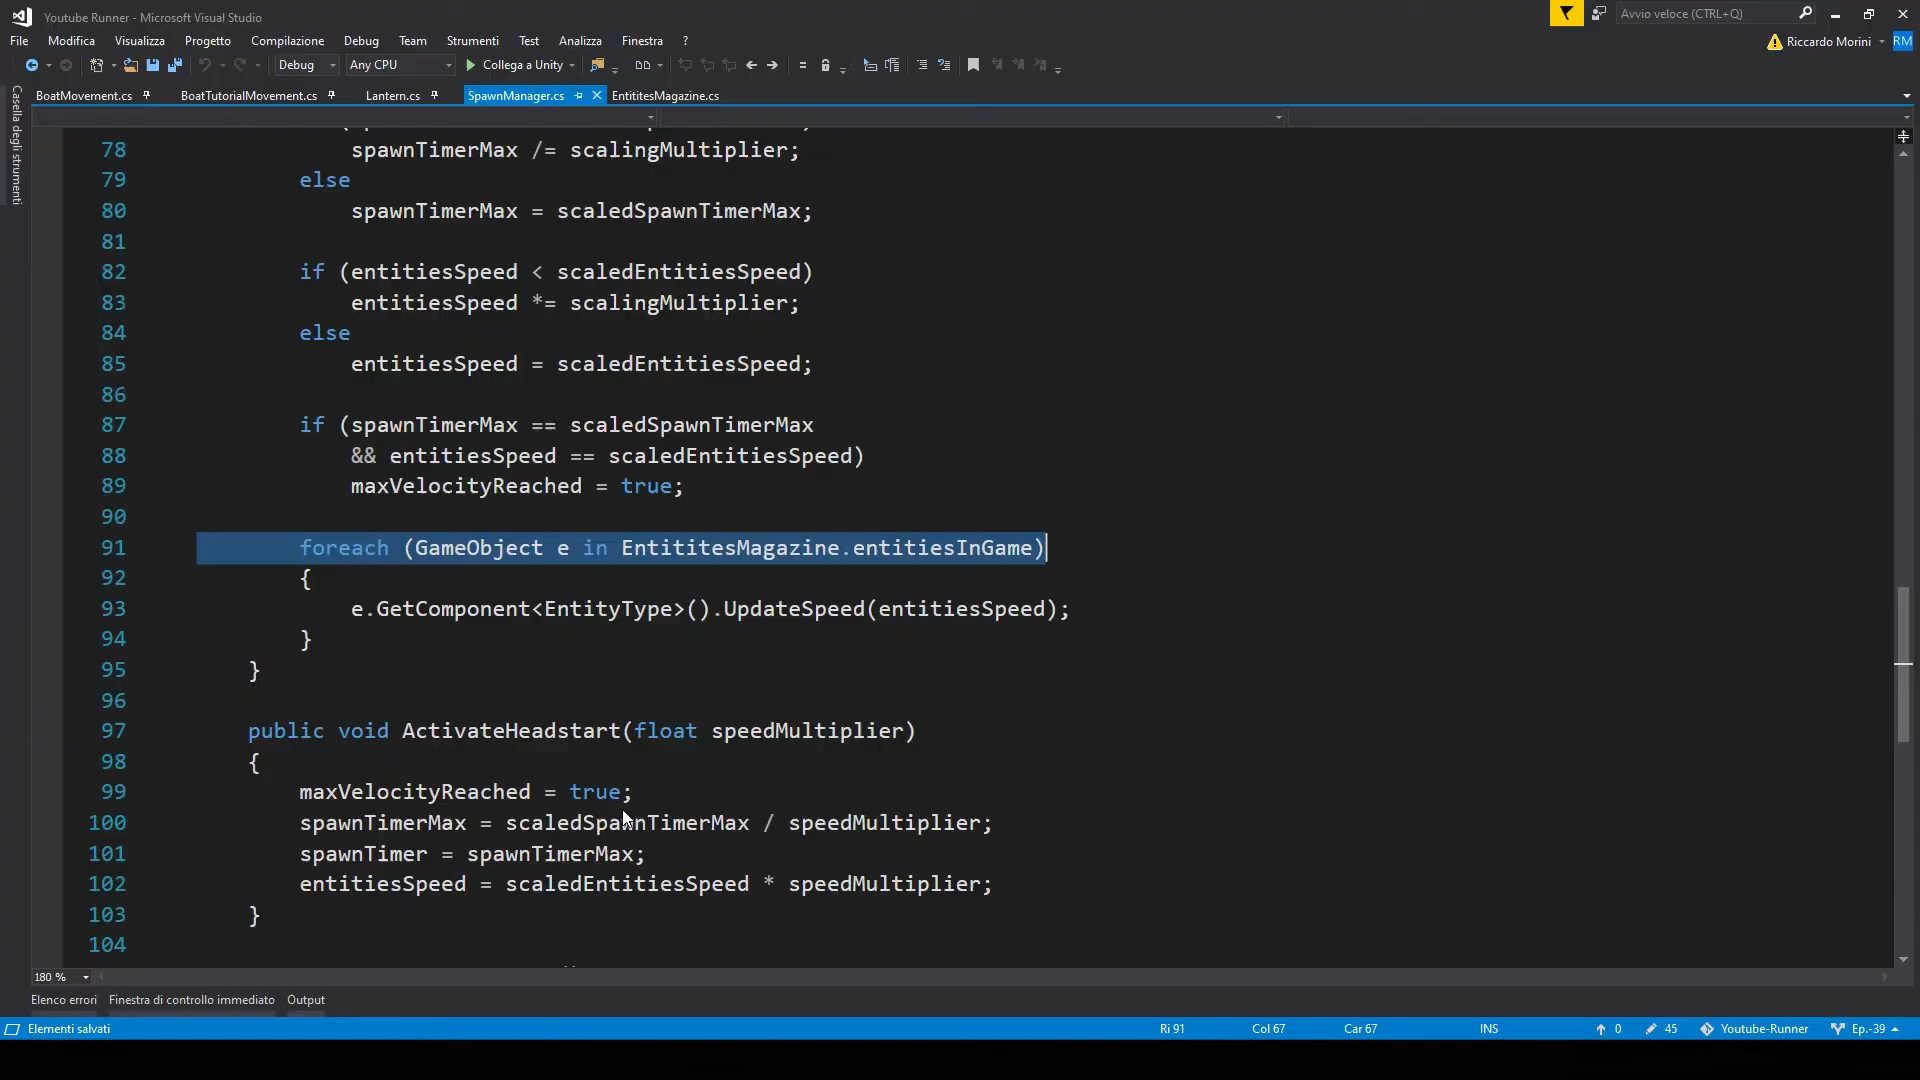 Youtube Runner - Microsoft Visual Studio
Avvio veloce (CTRL+Q)
File Modifica Visualizza Progetto Compilazione Debug Team Strumenti Test Analizza Finestra ?
Riccardo Morini RM
Debug Any CPU Collega a Unity
BoatMovement.cs BoatTutorialMovement.cs Lantern.cs SpawnManager.cs EntititesMagazine.cs
Casella degli strumenti
78 spawnTimerMax /= scalingMultiplier;
79 else
80 spawnTimerMax = scaledSpawnTimerMax;
81
82 if (entitiesSpeed < scaledEntitiesSpeed)
83 entitiesSpeed *= scalingMultiplier;
84 else
85 entitiesSpeed = scaledEntitiesSpeed;
86
87 if (spawnTimerMax == scaledSpawnTimerMax
88 && entitiesSpeed == scaledEntitiesSpeed)
89 maxVelocityReached = true;
90
91 foreach (GameObject e in EntititesMagazine.entitiesInGame)
92 {
93 e.GetComponent<EntityType>().UpdateSpeed(entitiesSpeed);
94 }
95 }
96
97 public void ActivateHeadstart(float speedMultiplier)
98 {
99 maxVelocityReached = true;
100 spawnTimerMax = scaledSpawnTimerMax / speedMultiplier;
101 spawnTimer = spawnTimerMax;
102 entitiesSpeed = scaledEntitiesSpeed * speedMultiplier;
103 }
104
180 %
Elenco errori Finestra di controllo immediato Output
Elementi salvati Ri 91 Col 67 Car 67 INS 0 45 Youtube-Runner Ep.-39